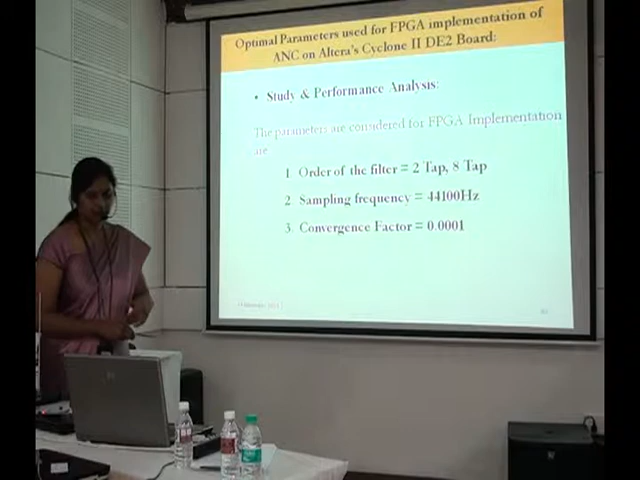 Optimal Parameters used for FPGA implementation of
ANC on Altera's Cyclone II DE2 Board:
• Study & Performance Analysis:
The parameters are considered for FPGA Implementation
are
1 Order of the filter = 2 Tap, 8 Tap
2 Sampling frequency = 44100Hz
3. Convergence Factor = 0.0001